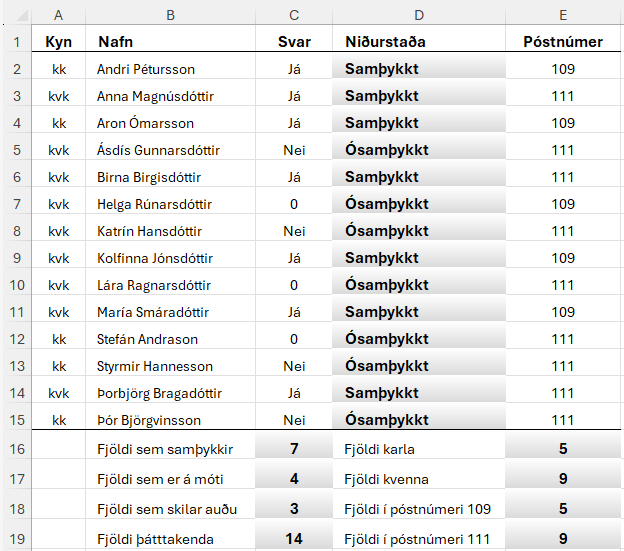 A B C D E
1 Kyn Nafn Svar Niðurstaða Póstnúmer
2 kk Andri Pétursson Já Samþykkt 109
3 kvk Anna Magnúsdóttir Já Samþykkt 111
4 kk Aron Ómarsson Já Samþykkt 109
5 kvk Ásdís Gunnarsdóttir Nei Ósamþykkt 111
6 kvk Birna Birgisdóttir Já Samþykkt 111
7 kvk Helga Rúnarsdóttir 0 Ósamþykkt 109
8 kvk Katrín Hansdóttir Nei Ósamþykkt 111
9 kvk Kolfinna Jónsdóttir Já Samþykkt 109
10 kvk Lára Ragnarsdóttir 0 Ósamþykkt 111
11 kvk María Smáradóttir Já Samþykkt 109
12 kk Stefán Andrason 0 Ósamþykkt 111
13 kk Styrmir Hannesson Nei Ósamþykkt 111
14 kvk Þorbjörg Bragadóttir Já Samþykkt 111
15 kk Þór Björgvinsson Nei Ósamþykkt 111
16 Fjöldi sem samþykkir 7 Fjöldi karla 5
17 Fjöldi sem er á móti 4 Fjöldi kvenna 9
18 Fjöldi sem skilar auðu 3 Fjöldi í póstnúmeri 109 5
19 Fjöldi þátttakenda 14 Fjöldi í póstnúmeri 111 9